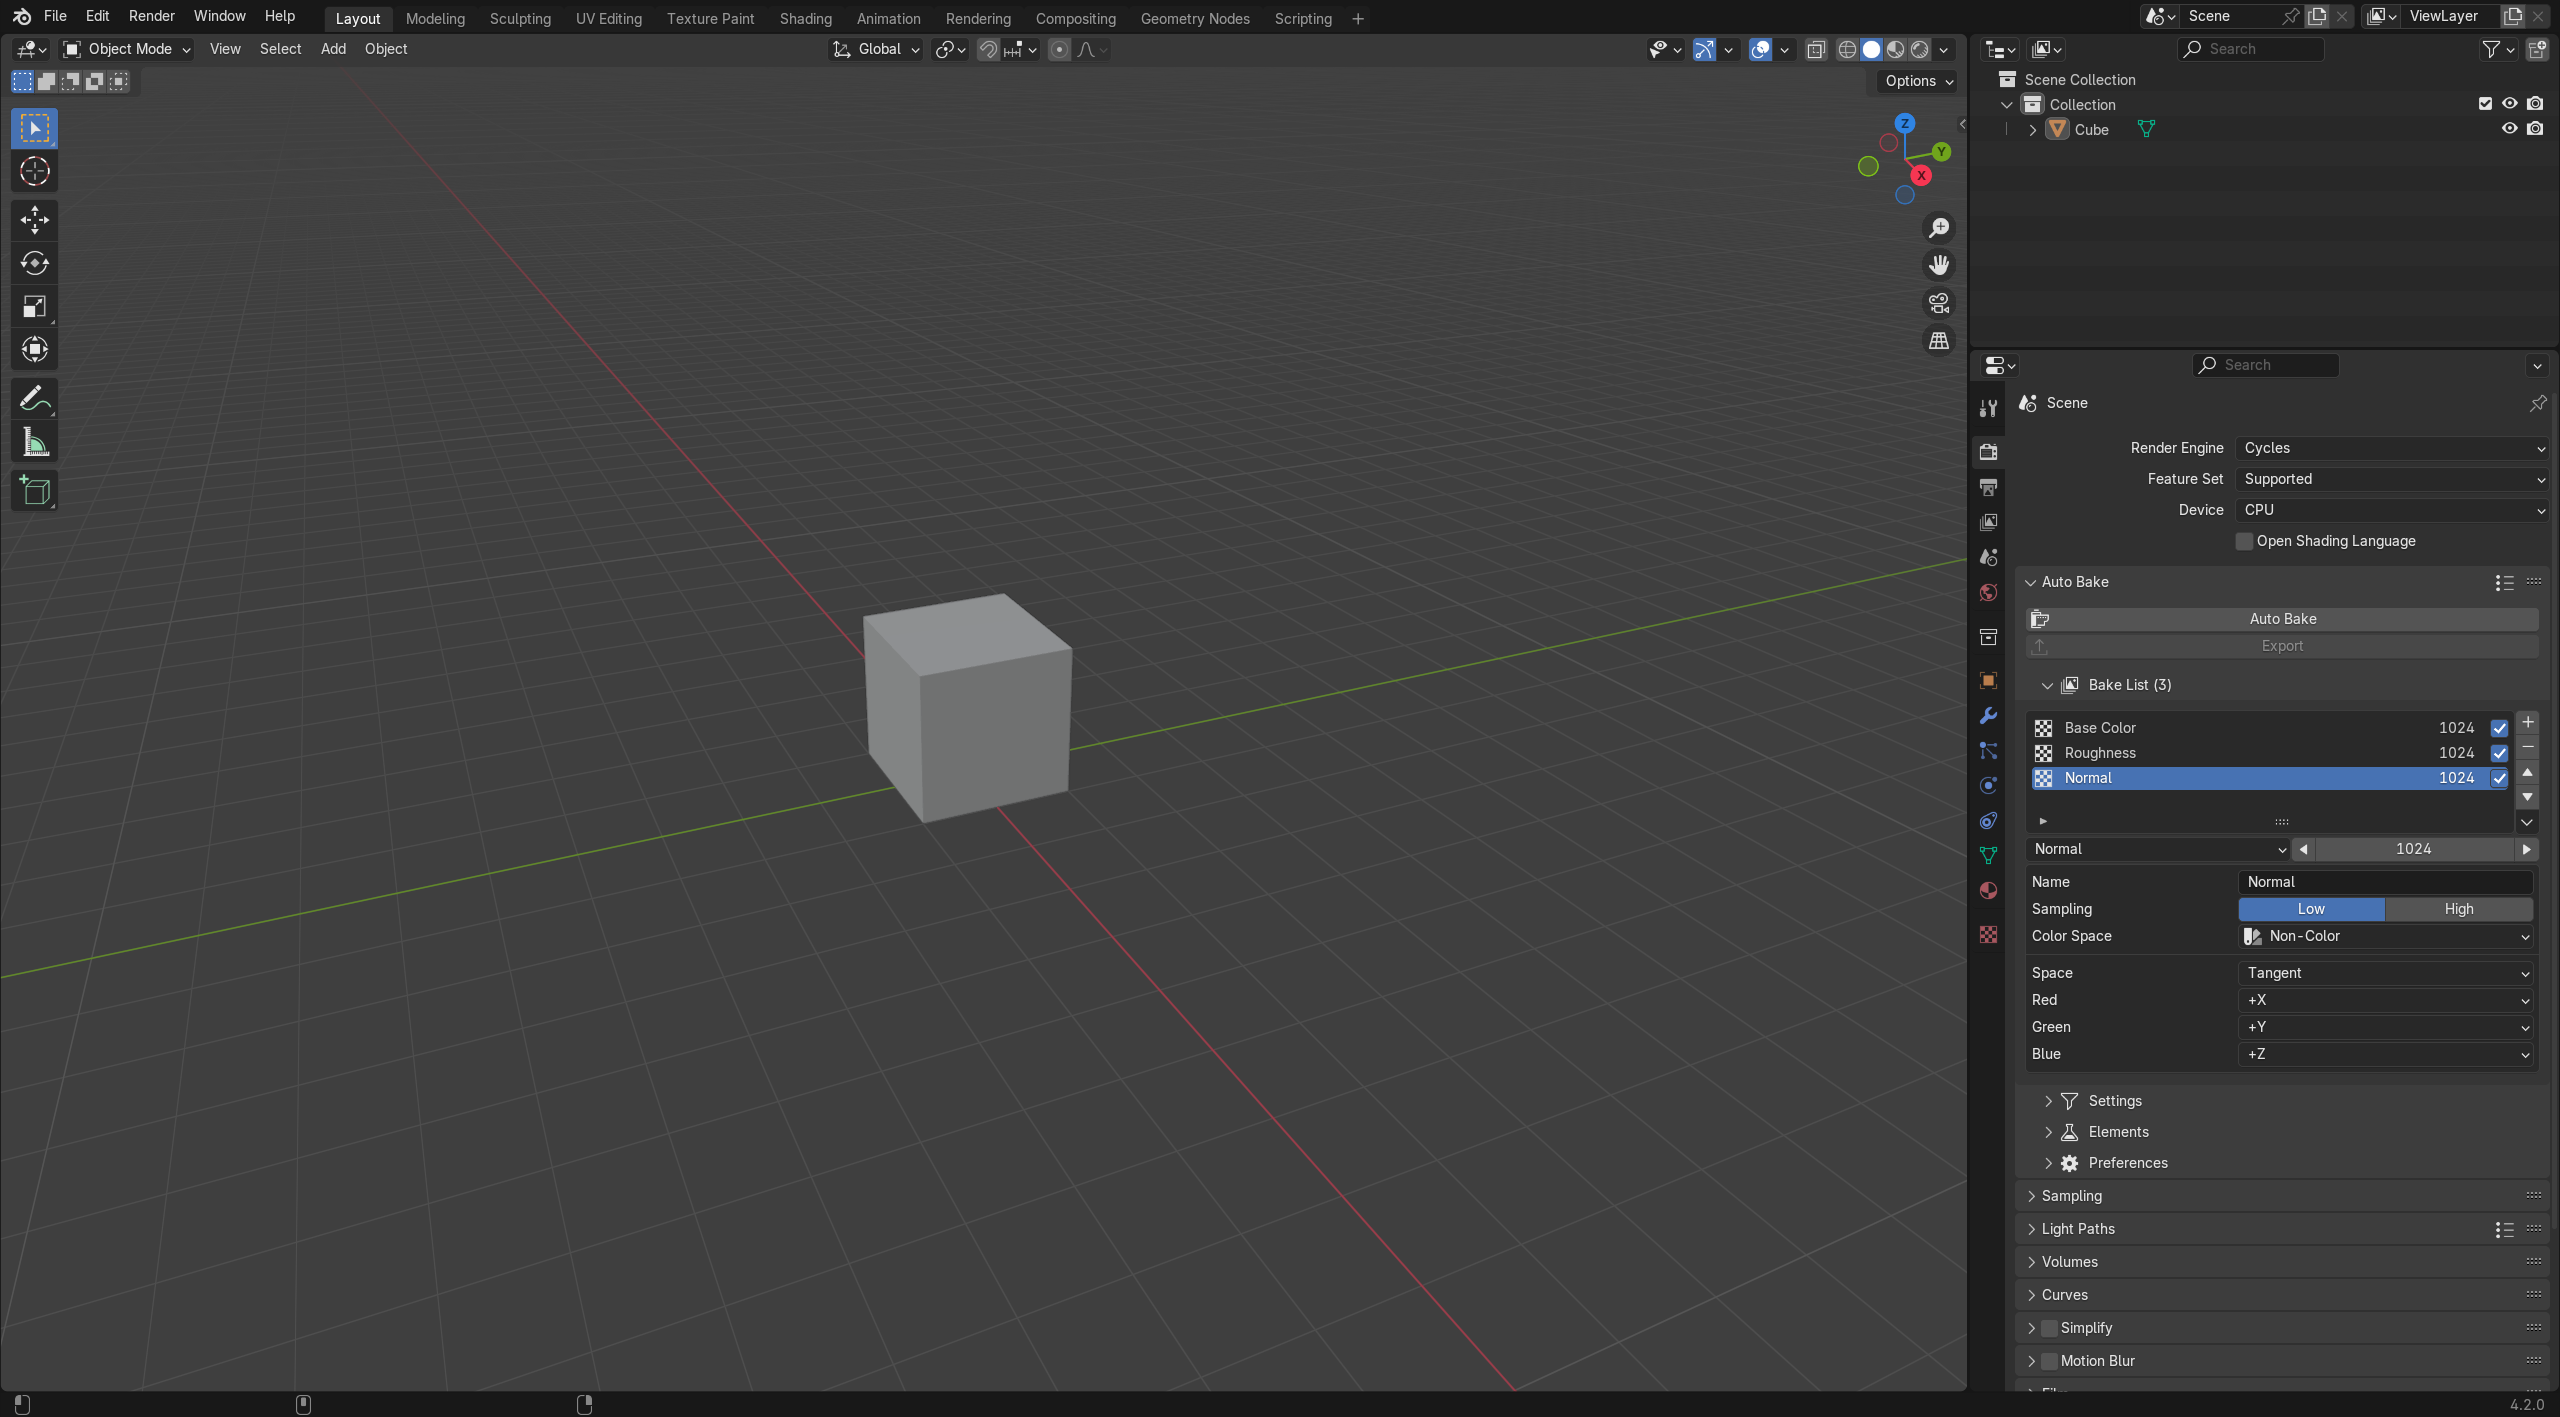 File Edit Render Window Help Layout Modeling Sculpting UV Editing Texture Paint Shading Animation Rendering Compositing Geometry Nodes Scripting + Scene ViewLayer
Object Mode View Select Add Object Global Search
Options
Z
Y
X
Scene Collection
Collection
Cube
Search
Scene
Render Engine Cycles
Feature Set Supported
Device CPU
Open Shading Language
Auto Bake
Auto Bake
Export
Bake List (3)
Base Color 1024
Roughness 1024
Normal 1024
Normal 1024
Name Normal
Sampling Low High
Color Space Non-Color
Space Tangent
Red +X
Green +Y
Blue +Z
Settings
Elements
Preferences
Sampling
Light Paths
Volumes
Curves
Simplify
Motion Blur
4.2.0